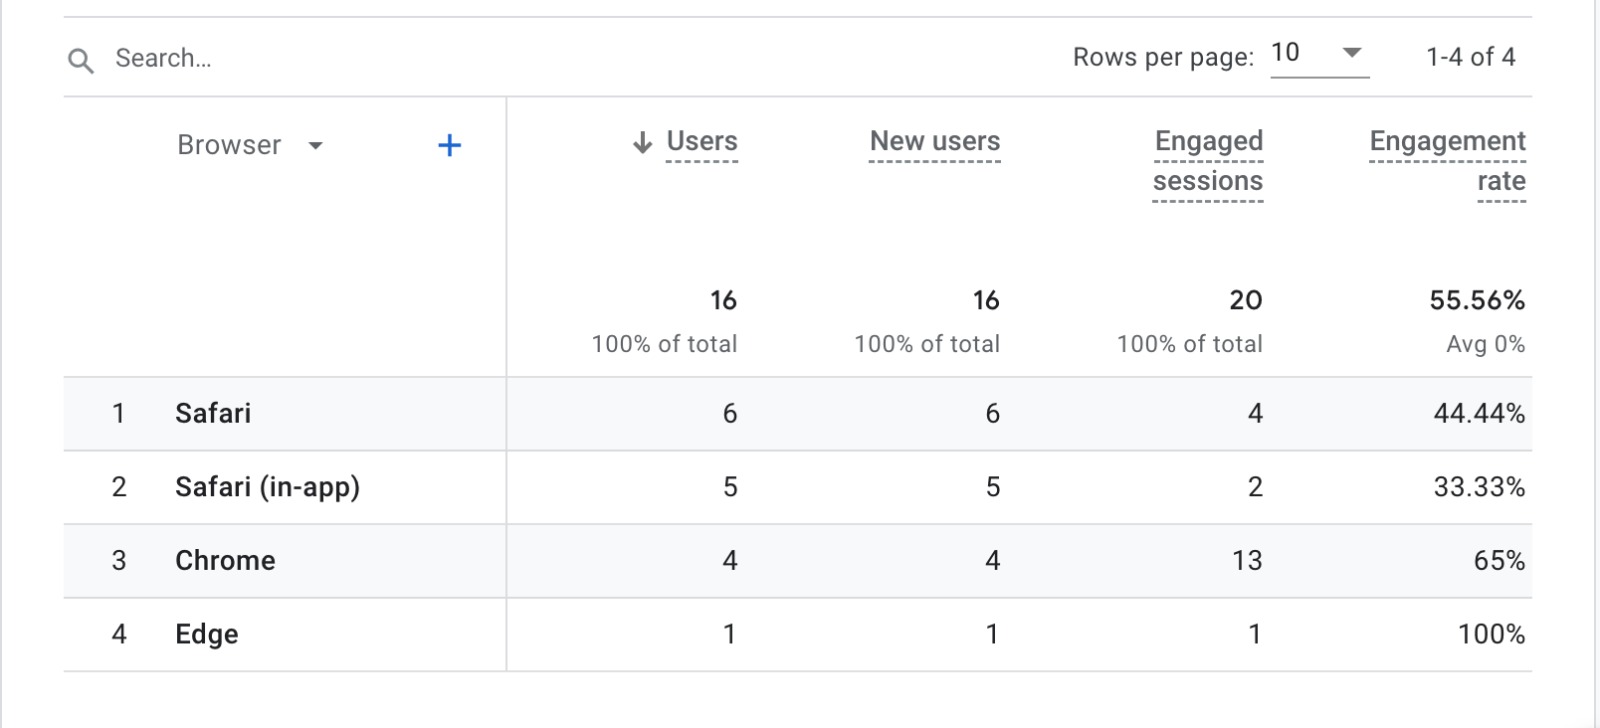 Search...
Rows per page: 10 1-4 of 4
Browser + Users New users Engaged sessions Engagement rate
16 16 20 55.56%
100% of total 100% of total 100% of total Avg 0%
1 Safari 6 6 4 44.44%
2 Safari (in-app) 5 5 2 33.33%
3 Chrome 4 4 13 65%
4 Edge 1 1 1 100%